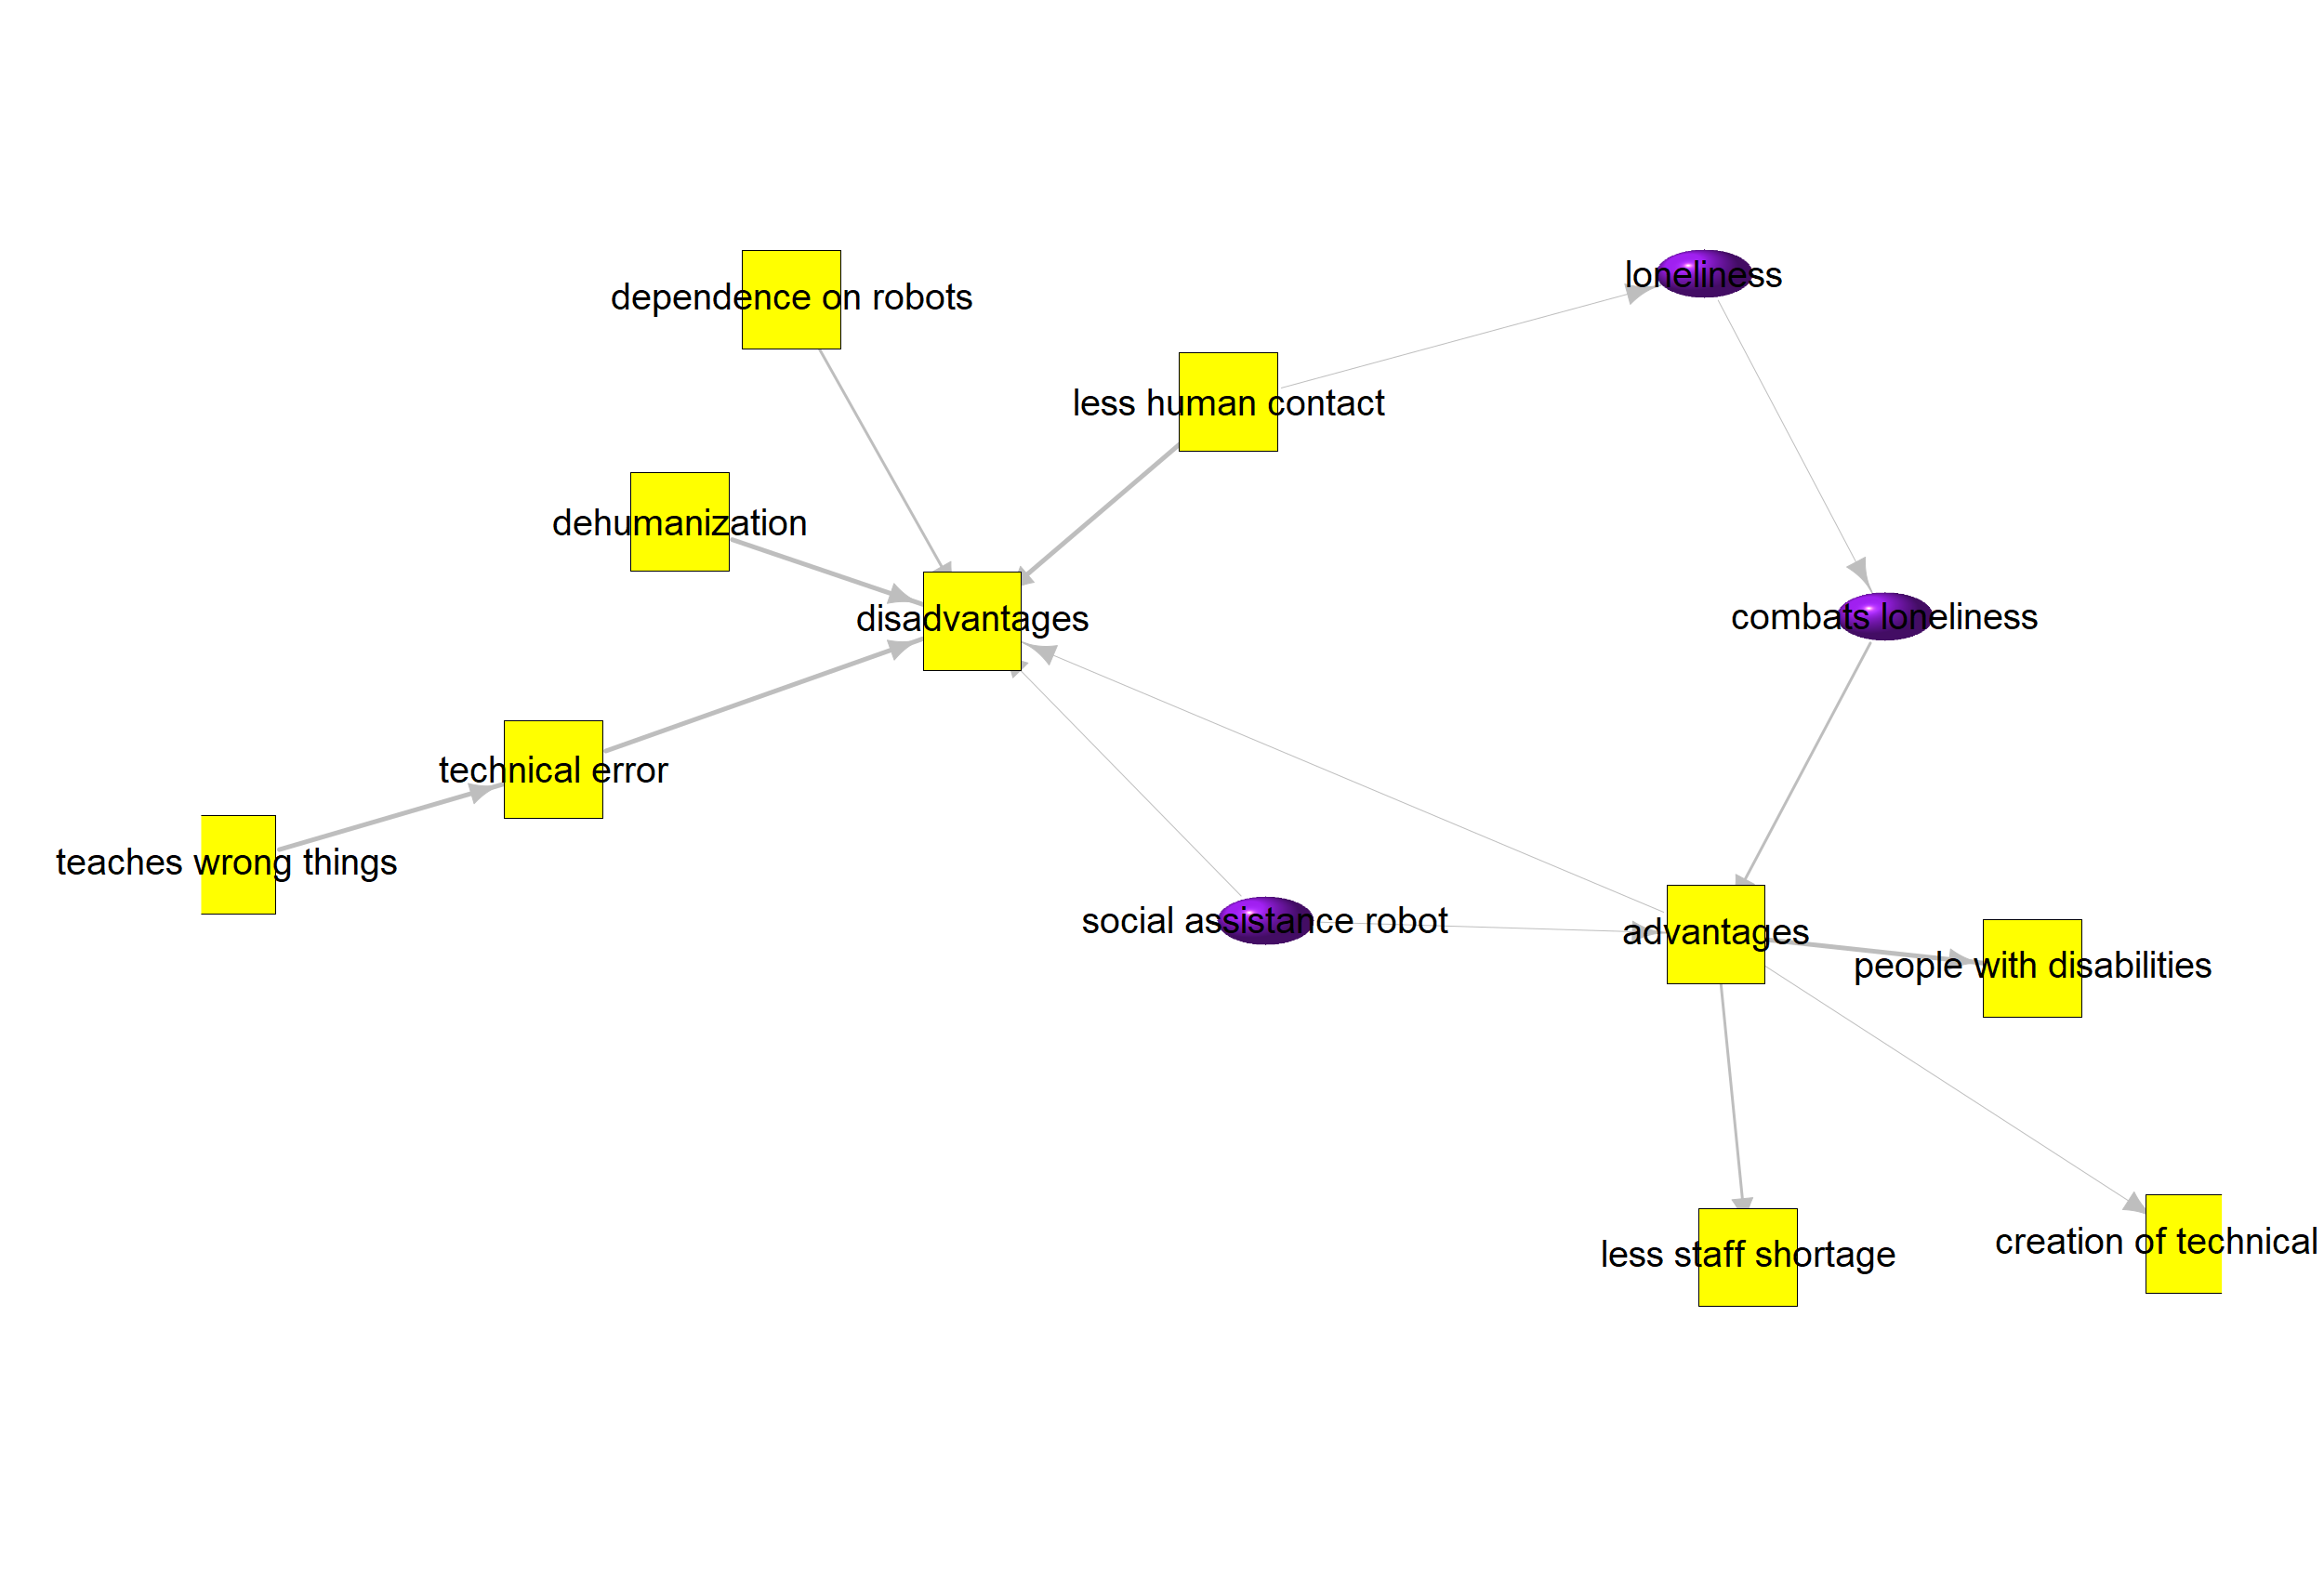 loneliness
dependence on robots
less human contact
dehumanization
disadvantages
combats loneliness
technical error
teaches wrong things
social assistance robot
advantages
people with disabilities
creation of technical
less staff shortage